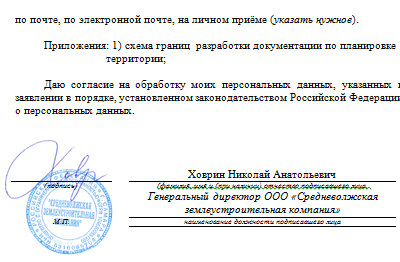 по почте, по электронной почте, на личном приёме (указать нужное).
Приложения: 1) схема границ разработки документации по планировке
территории;
Даю согласие на обработку моих персональных данных, указанных
заявлении в порядке, установленном законодательством Российской Федерации
о персональных данных.
Ховрин Николай Анатольевич
(подпись)
(фамилия, имя и (при наличии) отчество подписавшего лица,
Генеральный директор ООО «Средневолжская
землеустроительная компания»
"СРЕДНЕВОЛЖСКАЯ
ЗЕМЛЕУСТРОИТЕЛЬНАЯ
М.П.
наименование должности подписавшего лица